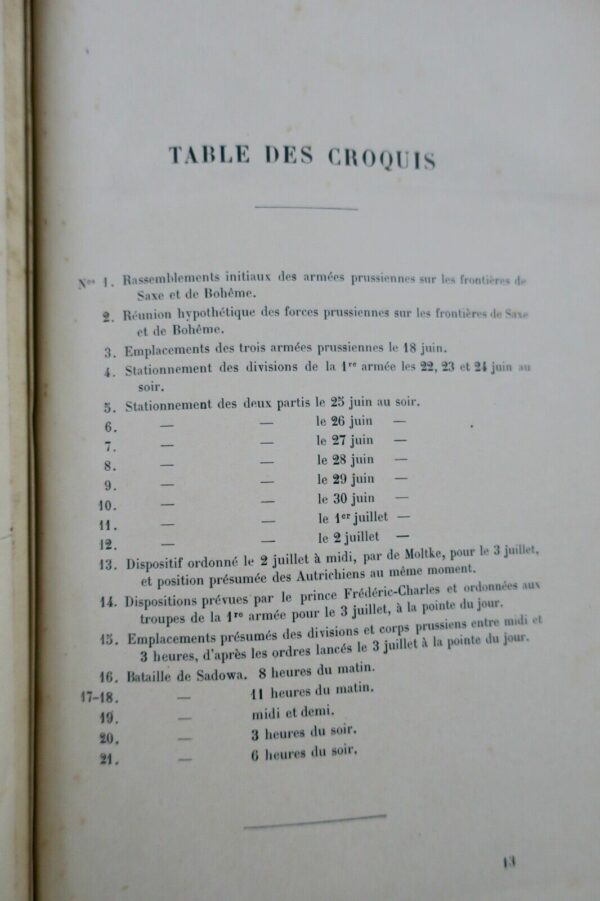 TABLE DES CROQUIS
Nos 1. Rassemblements initiaux des armées prussiennes sur les frontières de
Saxe et de Bohême.
2. Réunion hypothétique des forces prussiennes sur les frontières de Saxe
et de Bohême.
3. Emplacements des trois armées prussiennes le 18 juin.
4. Stationnement des divisions de la 1re armée les 22, 23 et 24 juin au
soir.
5. Stationnement des deux partis le 25 juin au soir.
6. — — le 26 juin —
7. — — le 27 juin —
8. — — le 28 juin —
9. — — le 29 juin —
10. — — le 30 juin —
11. — — le 1er juillet —
12. — — le 2 juillet —
13. Dispositif ordonné le 2 juillet à midi, par de Moltke, pour le 3 juillet,
et position présumée des Autrichiens au même moment.
14. Dispositions prévues par le prince Frédéric-Charles et ordonnées aux
troupes de la 1re armée pour le 3 juillet, à la pointe du jour.
15. Emplacements présumés des divisions et corps prussiens entre midi et
3 heures, d'après les ordres lancés le 3 juillet à la pointe du jour.
16. Bataille de Sadowa. 8 heures du matin.
17-18. — 11 heures du matin.
19. — midi et demi.
20. — 3 heures du soir.
21. — 6 heures du soir.
13